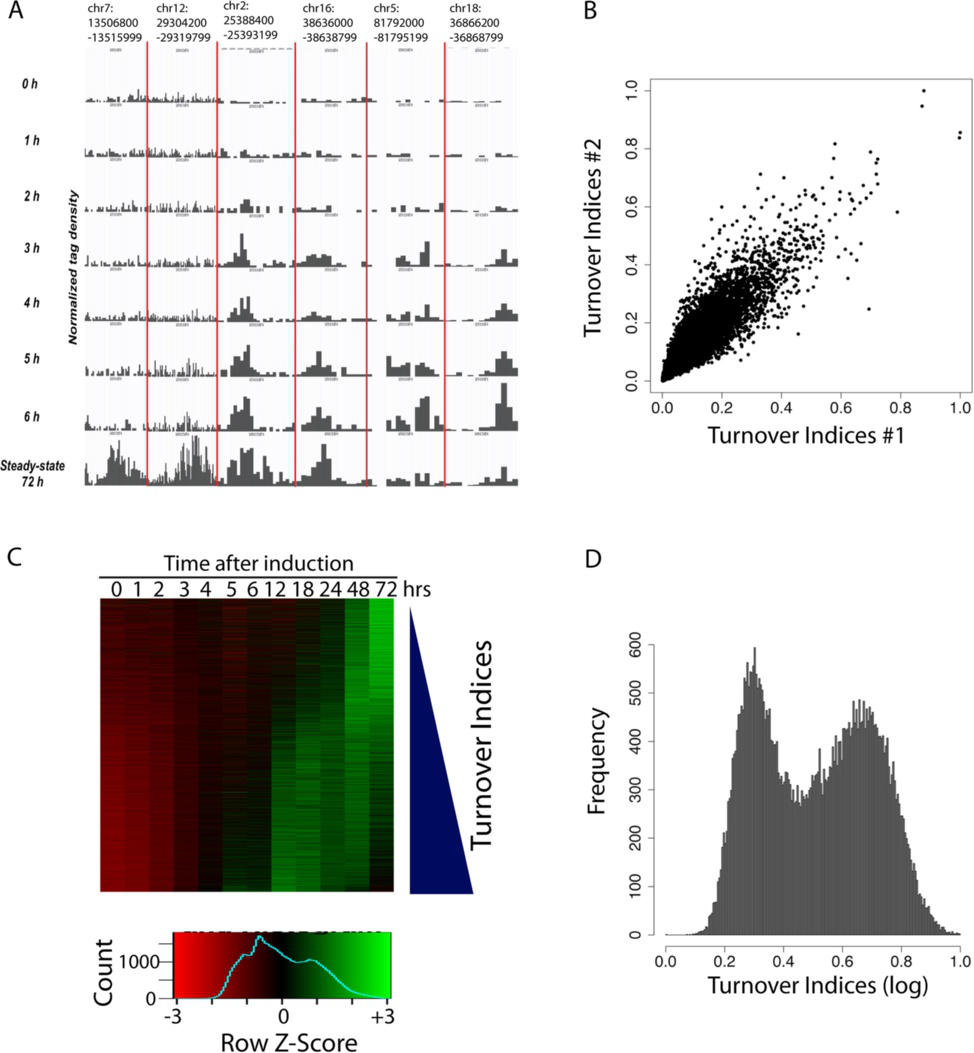 A
chr7: 13506800 -13515999
chr12: 29304200 -29319799
chr2: 25388400 -25393199
chr16: 38636000 -38638799
chr5: 81792000 -81795199
chr18: 36866200 -36868799
0 h
1 h
2 h
3 h
4 h
5 h
6 h
Steady-state
72 h
Normalized tag density
B
Turnover Indices #2
0.0 0.2 0.4 0.6 0.8 1.0
0.0 0.2 0.4 0.6 0.8 1.0
Turnover Indices #1
C
Time after induction
0 1 2 3 4 5 6 12 18 24 48 72 hrs
Turnover Indices
Count
1000
0
-3 0 +3
Row Z-Score
D
Frequency
0 100 200 300 400 500 600
0.0 0.2 0.4 0.6 0.8 1.0
Turnover Indices (log)